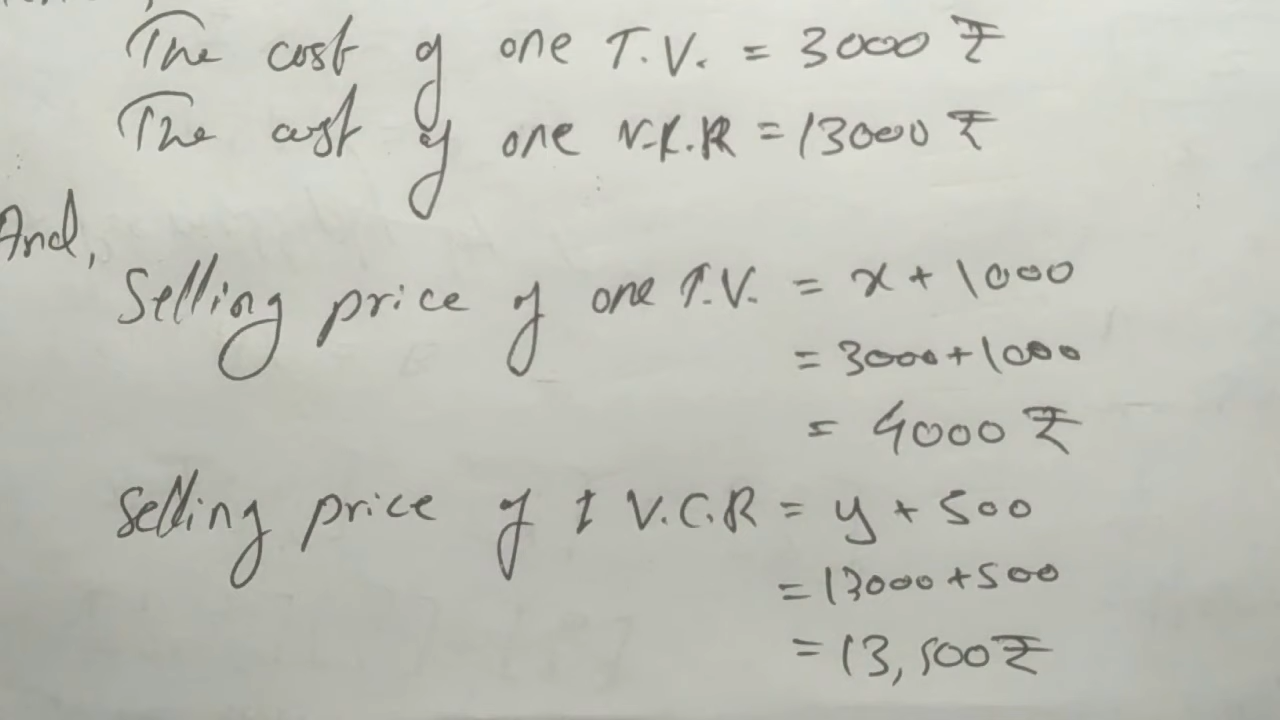 The cost of one T.V. = 3000 ₹
The cost of one V.C.R = 13000 ₹
And,
Selling price of one T.V. = x + 1000
= 3000 + 1000
= 4000 ₹
Selling price of 1 V.C.R = y + 500
= 13000 + 500
= 13,500 ₹